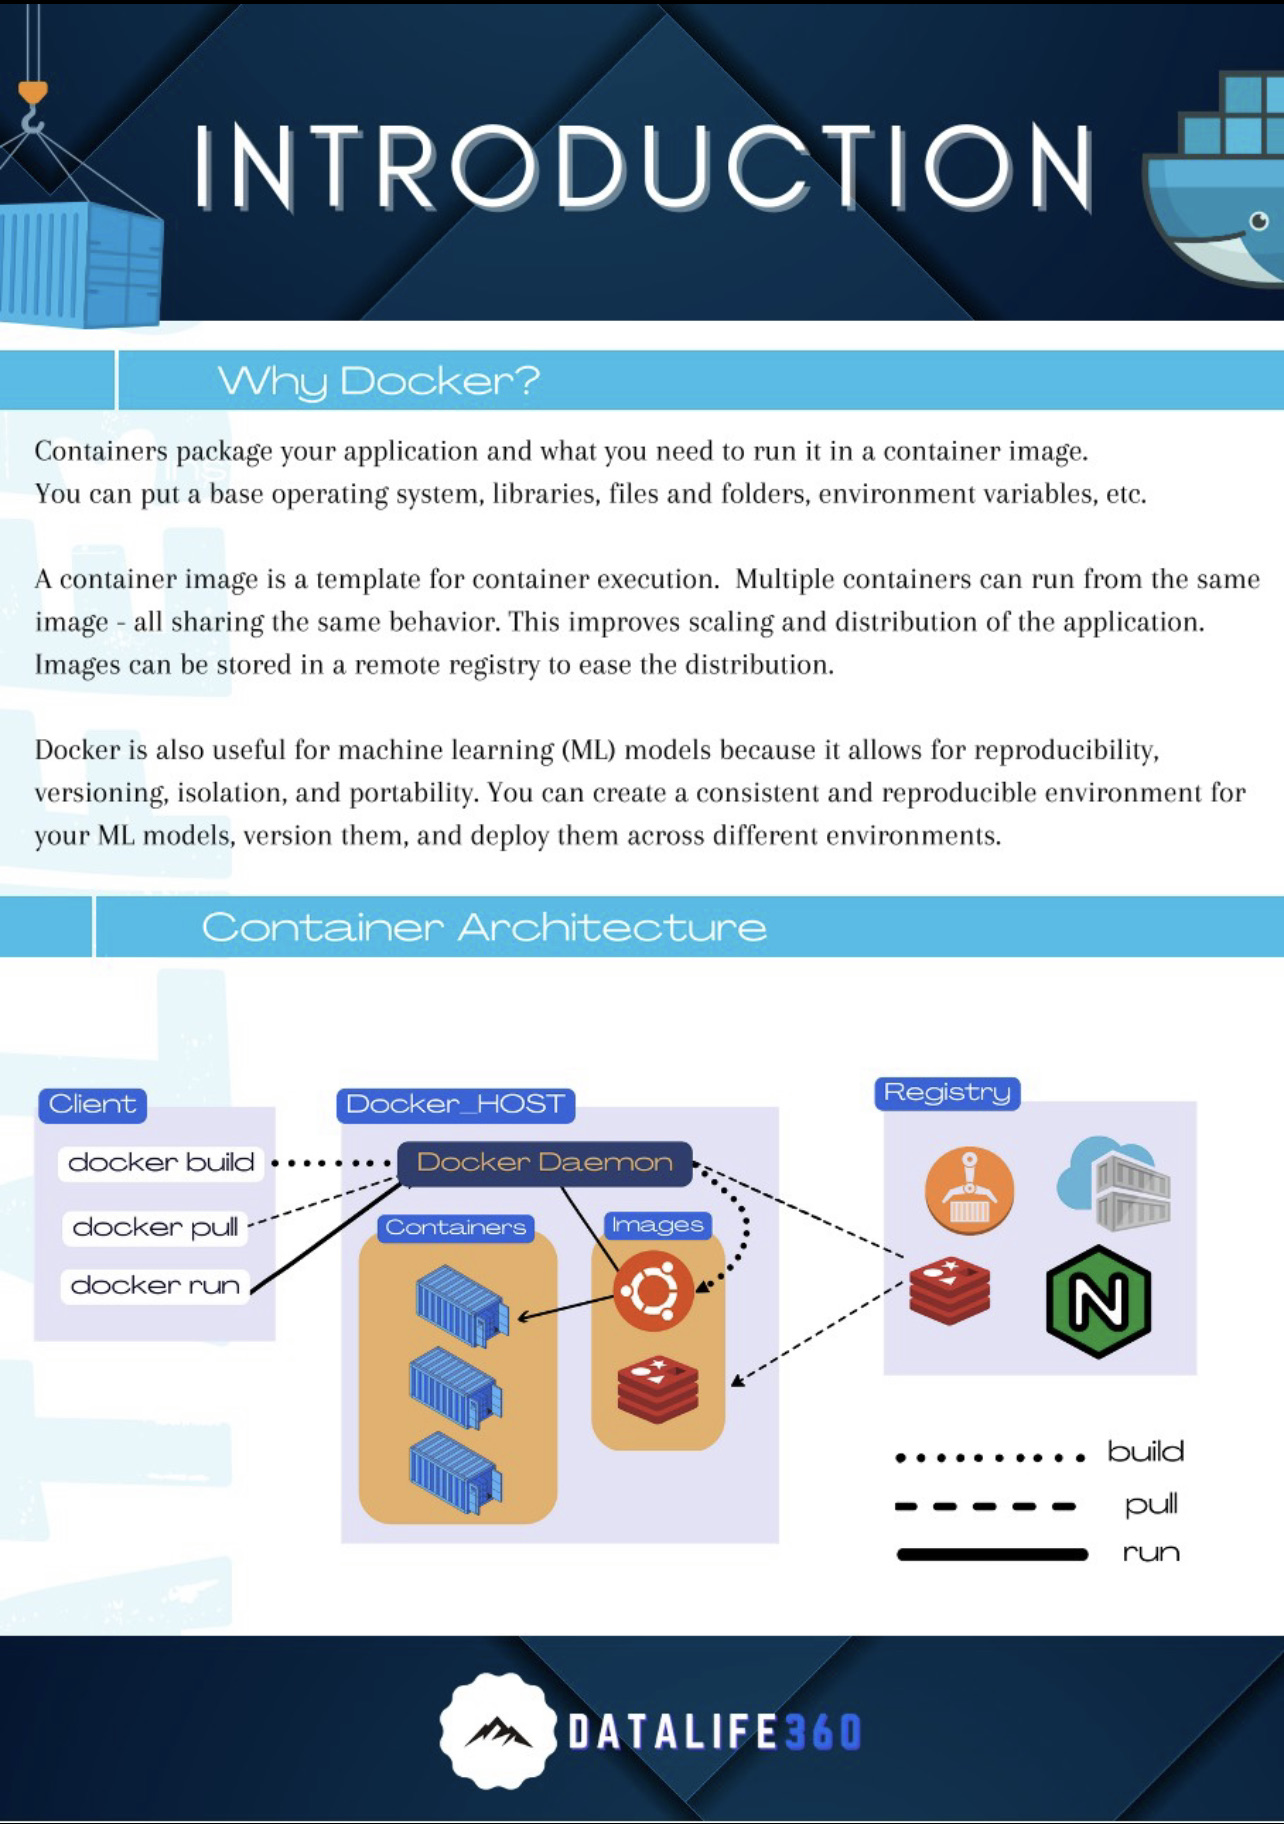 INTRODUCTION
Why Docker?
Containers package your application and what you need to run it in a container image.
You can put a base operating system, libraries, files and folders, environment variables, etc.
A container image is a template for container execution.  Multiple containers can run from the same
image - all sharing the same behavior. This improves scaling and distribution of the application.
Images can be stored in a remote registry to ease the distribution.
Docker is also useful for machine learning (ML) models because it allows for reproducibility,
versioning, isolation, and portability. You can create a consistent and reproducible environment for
your ML models, version them, and deploy them across different environments.
Container Architecture
Client
docker build
docker pull
docker run
Docker_HOST
Docker Daemon
Containers
Images
Registry
N
build
pull
run
DATALIFE360